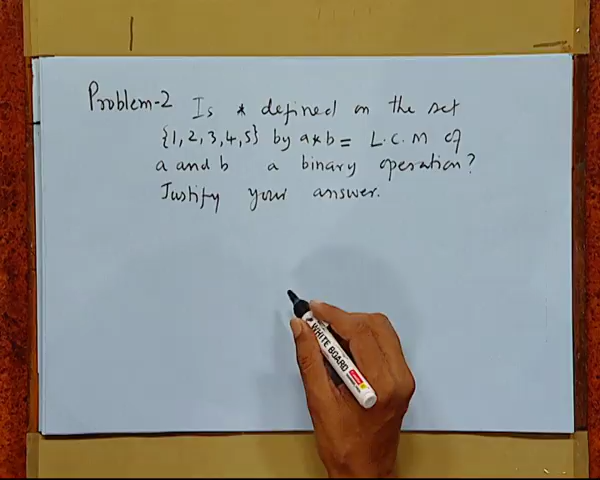 Problem-2 Is * defined on the set
{1, 2, 3, 4, 5} by a*b = L.C.M of
a and b a binary operation?
Justify your answer.
WHITE BOARD